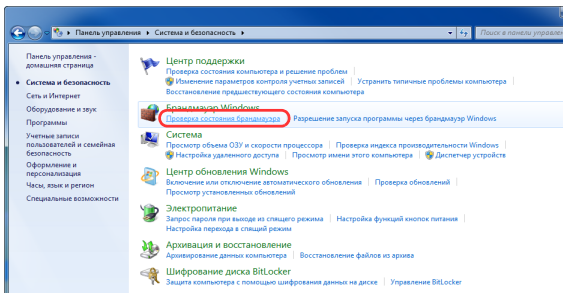 Панель управления ▸ Система и безопасность ▸
Поиск в панели управлен
Панель управления -
домашняя страница
Система и безопасность
Сеть и Интернет
Оборудование и звук
Программы
Учетные записи
пользователей и семейная
безопасность
Оформление и
персонализация
Часы, язык и регион
Специальные возможности
Центр поддержки
Проверка состояния компьютера и решение проблем
Изменение параметров контроля учетных записей
Устранить типичные проблемы компьютера
Восстановление предшествующего состояния компьютера
Брандмауэр Windows
Проверка состояния брандмауэра
Разрешение запуска программы через брандмауэр Windows
Система
Просмотр объема ОЗУ и скорости процессора
Проверка индекса производительности Windows
Настройка удаленного доступа
Просмотр имени этого компьютера
Диспетчер устройств
Центр обновления Windows
Включение или отключение автоматического обновления
Проверка обновлений
Просмотр установленных обновлений
Электропитание
Запрос пароля при выходе из спящего режима
Настройка функций кнопок питания
Настройка перехода в спящий режим
Архивация и восстановление
Архивирование данных компьютера
Восстановление файлов из архива
Шифрование диска BitLocker
Защита компьютера с помощью шифрования данных на диске
Управление BitLocker